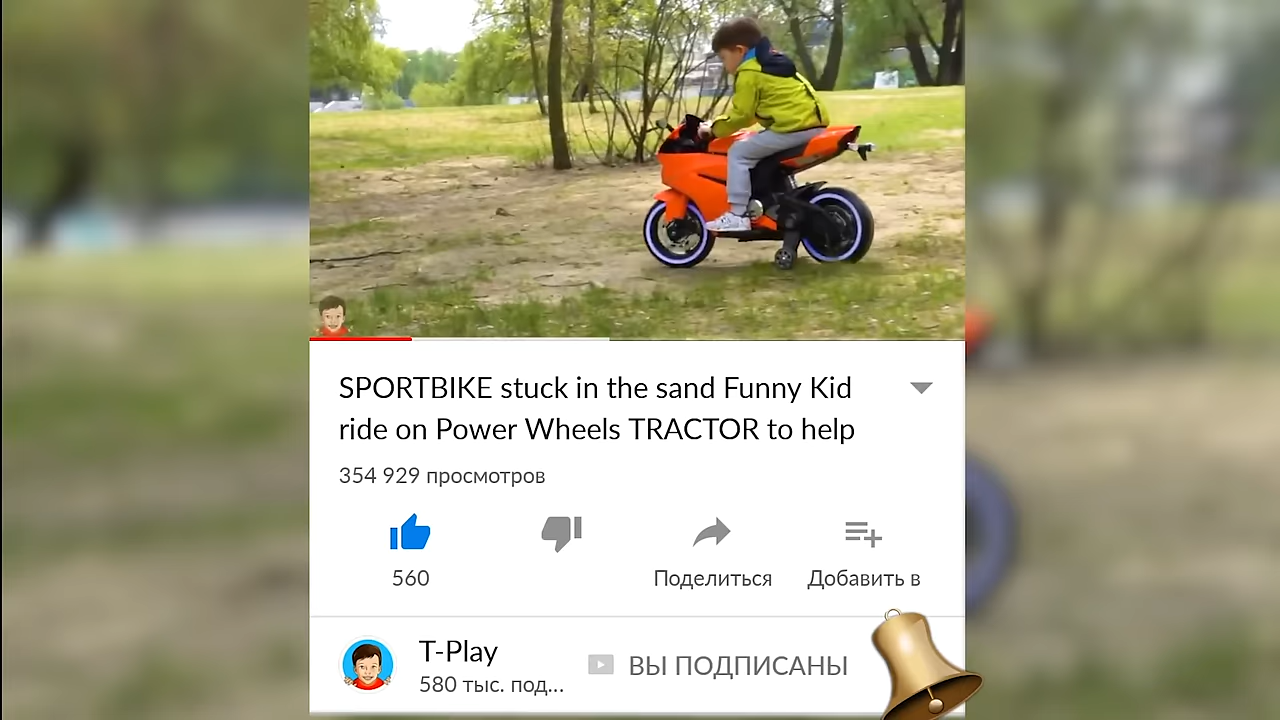 SPORTBIKE stuck in the sand Funny Kid
ride on Power Wheels TRACTOR to help
354 929 просмотров
560
Поделиться
Добавить в
T-Play
580 тыс. под...
ВЫ ПОДПИСАНЫ